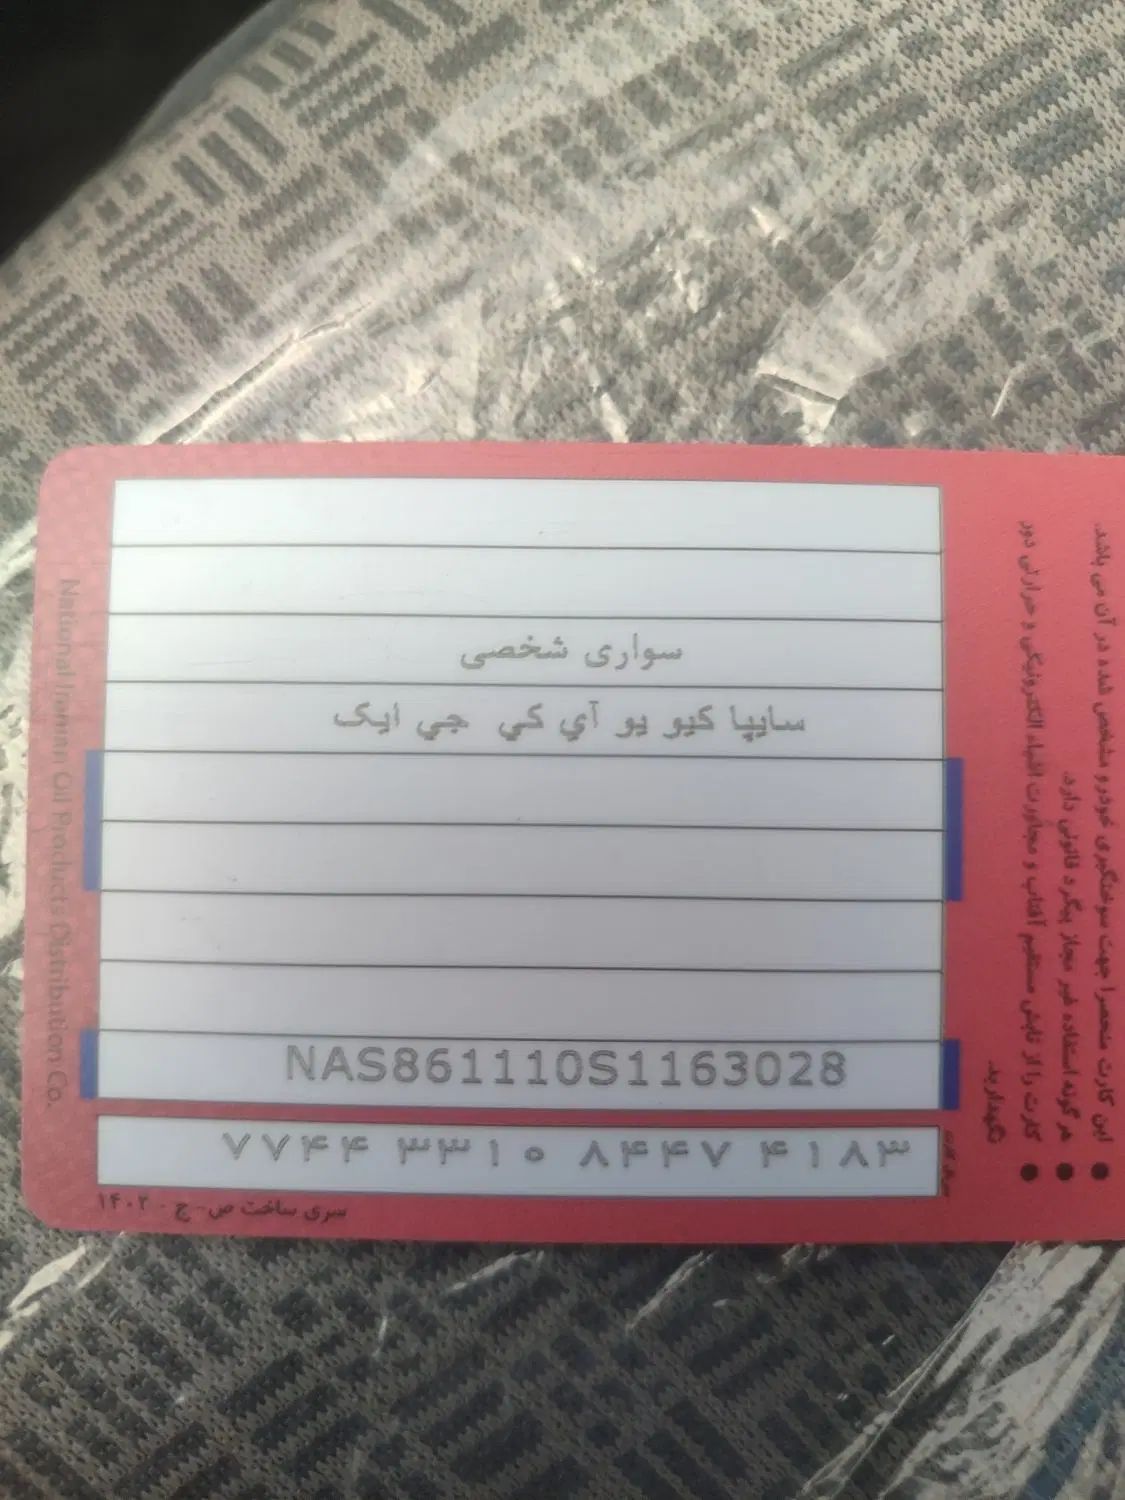 سواری شخصی
سایپا کیو یو آي کي جي ایک
NAS861110S1163028
۷۷۴۴ ۳۳۱۰ ۸۴۴۷ ۴۱۸۳
سری ساخت ص-ج - ۱۴۰۲
National Iranian Oil Products Distribution Co.
این کارت منحصرا جهت سوختگیری خودرو مشخص شده در آن می باشد.
هر گونه استفاده غیر مجاز پیگرد قانونی دارد.
کارت را از تابش مستقیم آفتاب و مجاورت اشیاء الکترونیکی و حرارتی دور
نگهدارید.